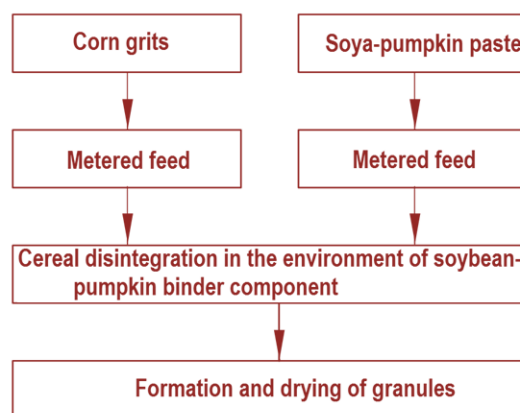 Corn grits
Soya-pumpkin paste
Metered feed
Metered feed
Cereal disintegration in the environment of soybean-
pumpkin binder component
Formation and drying of granules